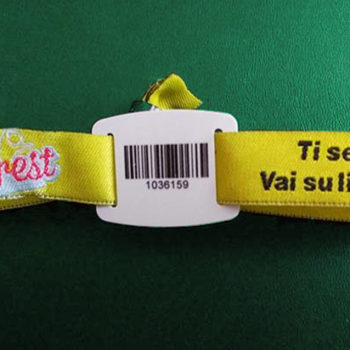 rest
1036159
Ti se
Vai su li